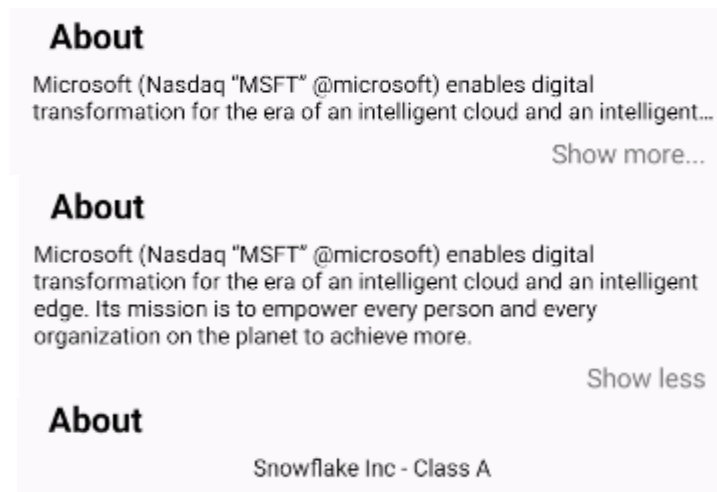 About
Microsoft (Nasdaq "MSFT" @microsoft) enables digital
transformation for the era of an intelligent cloud and an intelligent...
Show more...
About
Microsoft (Nasdaq "MSFT" @microsoft) enables digital
transformation for the era of an intelligent cloud and an intelligent
edge. Its mission is to empower every person and every
organization on the planet to achieve more.
Show less
About
Snowflake Inc - Class A